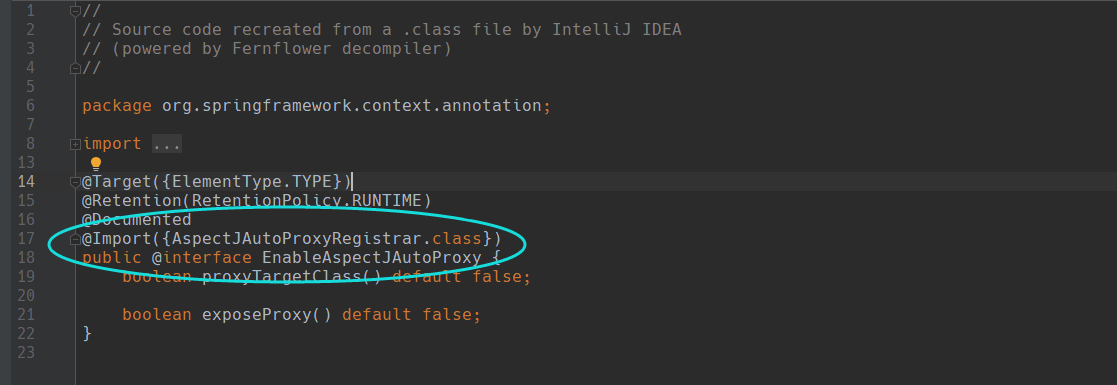 1 //
2 // Source code recreated from a .class file by IntelliJ IDEA
3 // (powered by Fernflower decompiler)
4 //
5
6 package org.springframework.context.annotation;
7
8 import ...
13
14 @Target({ElementType.TYPE})
15 @Retention(RetentionPolicy.RUNTIME)
16 @Documented
17 @Import({AspectJAutoProxyRegistrar.class})
18 public @interface EnableAspectJAutoProxy {
19     boolean proxyTargetClass() default false;
20
21     boolean exposeProxy() default false;
22 }
23